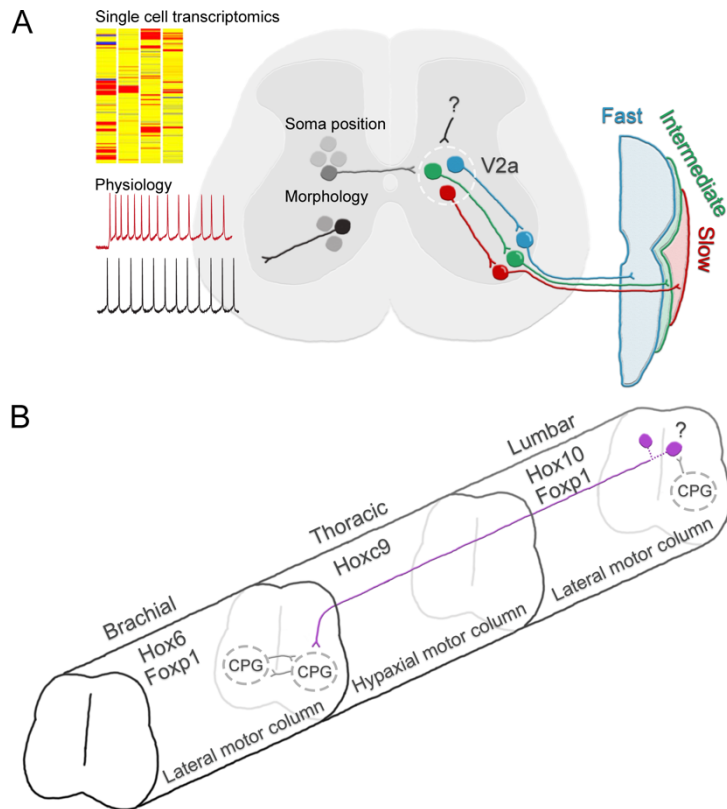 A
Single cell transcriptomics
Physiology
Soma position
Morphology
?
V2a
Fast
Intermediate
Slow
B
Brachial
Hox6
Foxp1
CPG
CPG
Lateral motor column
Thoracic
Hoxc9
Hypaxial motor column
Lumbar
Hox10
Foxp1
?
CPG
Lateral motor column